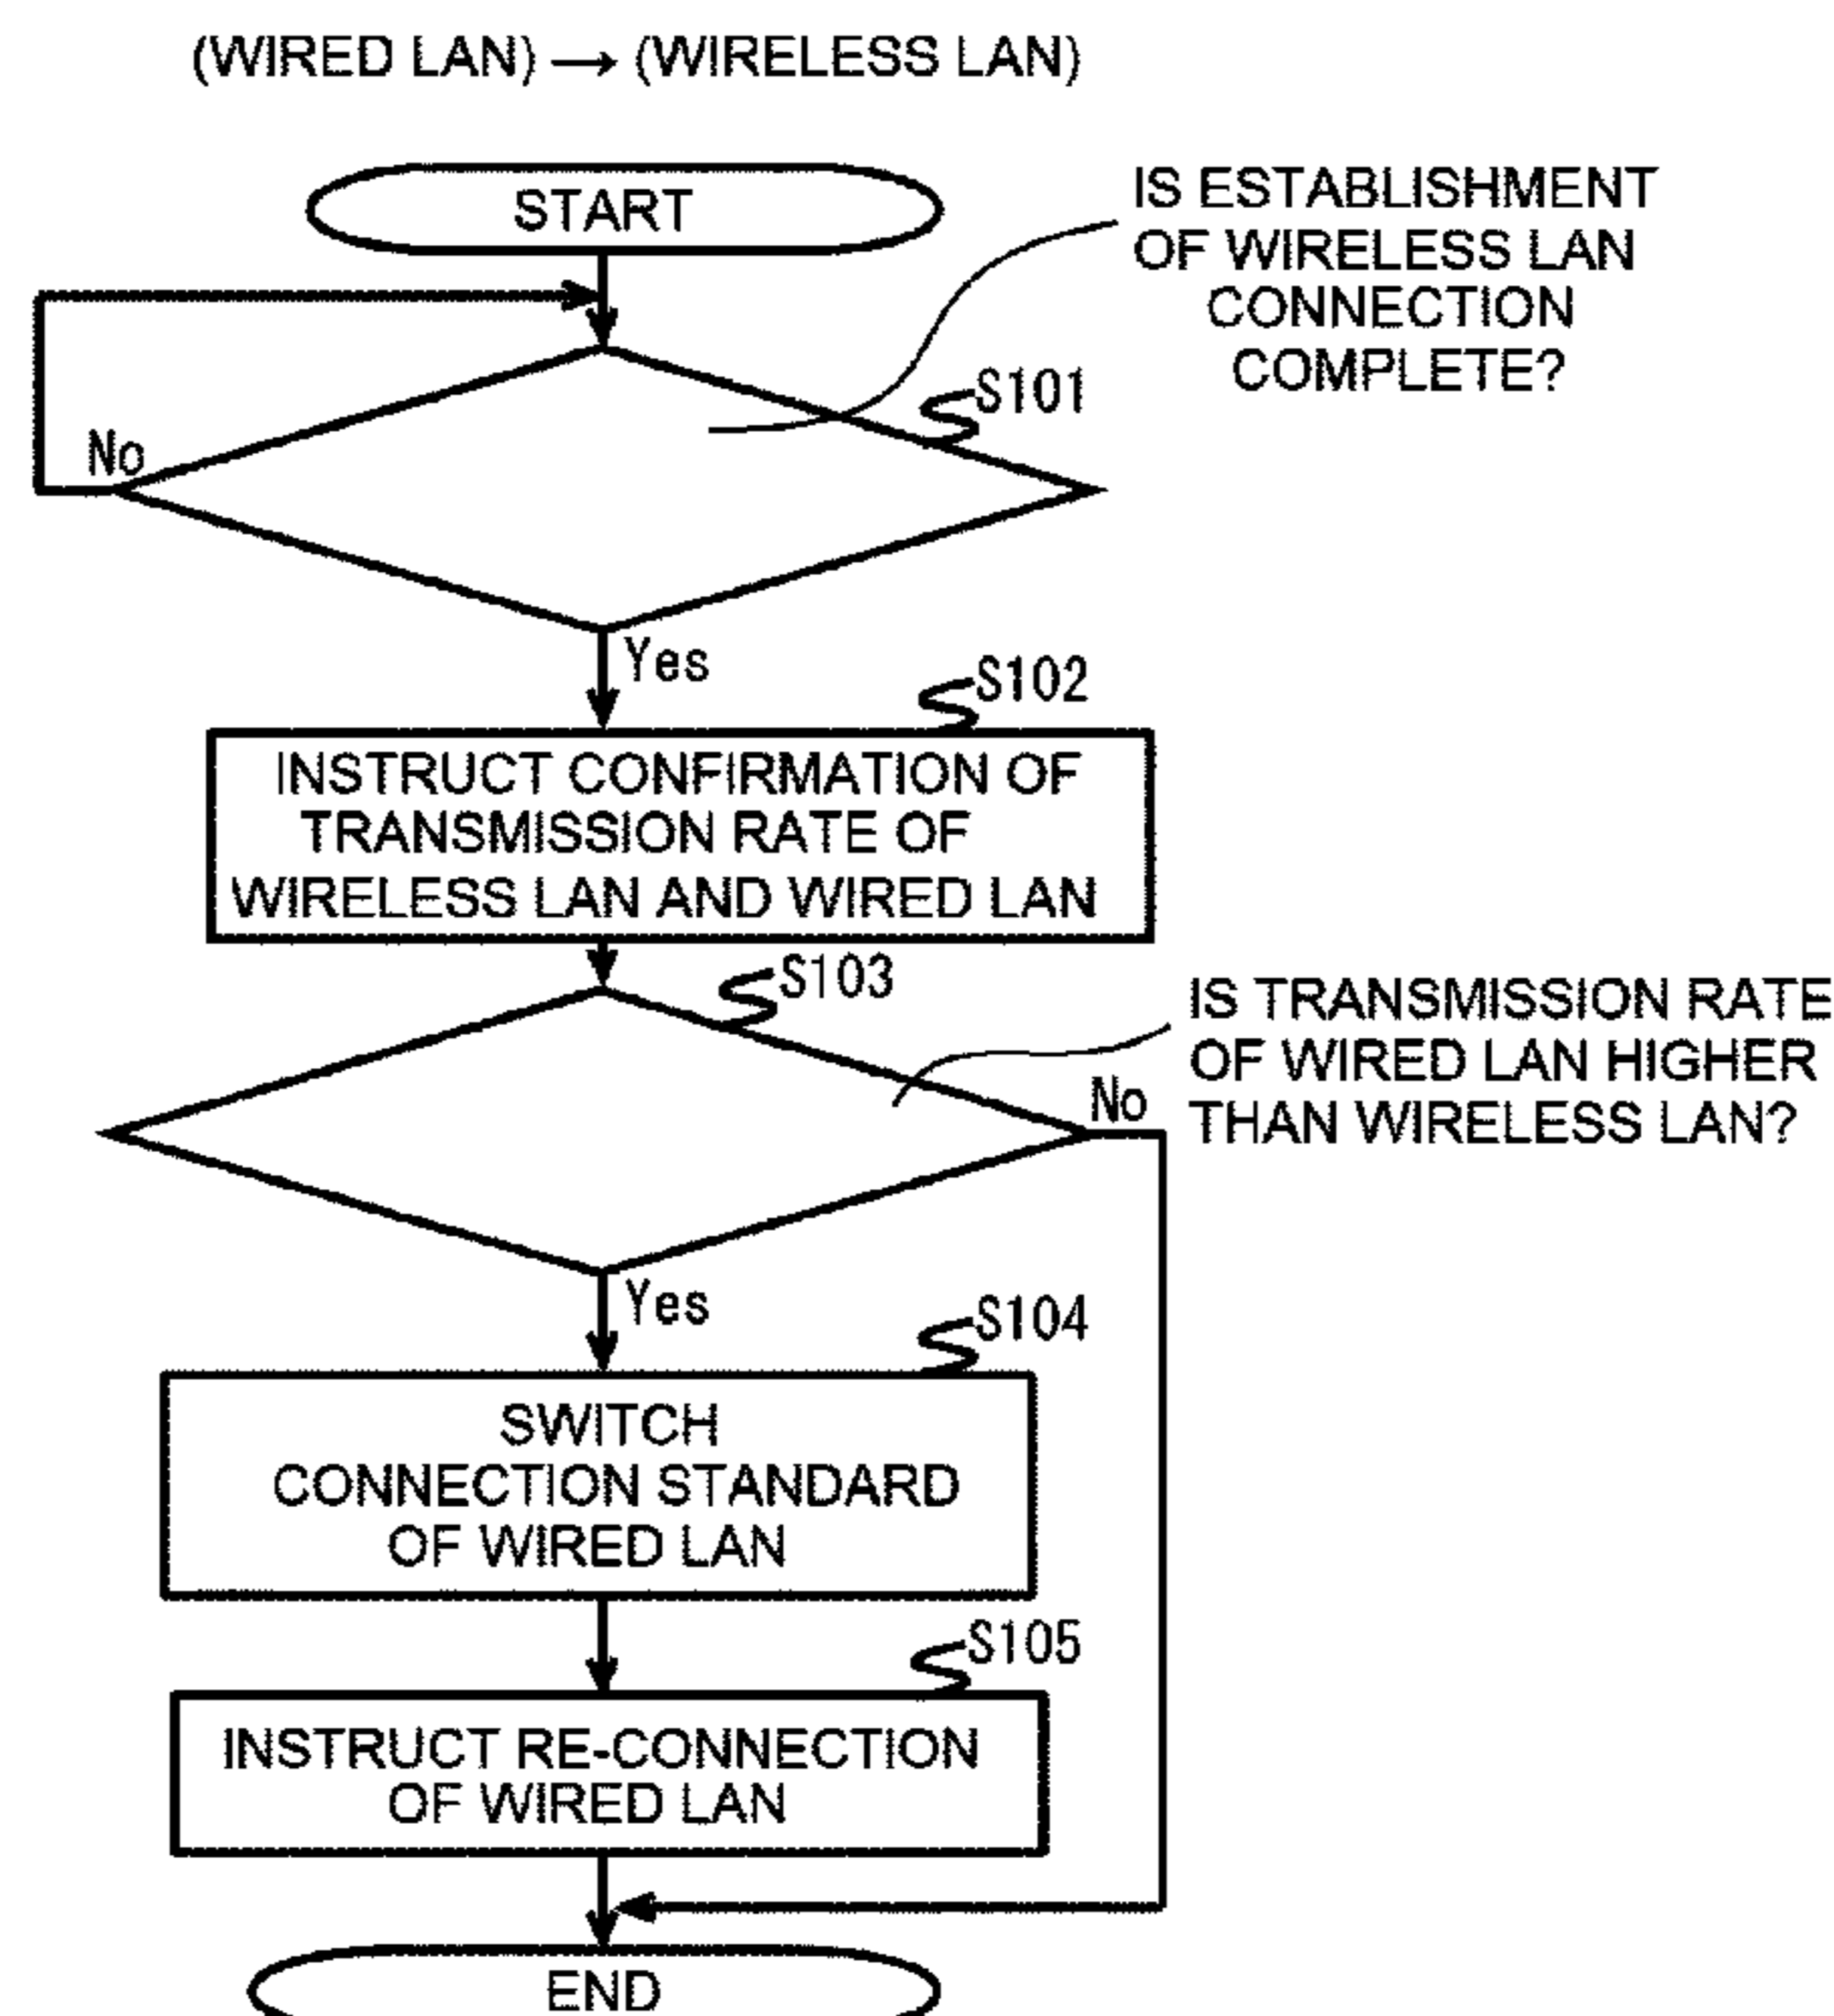 (WIRED LAN) → (WIRELESS LAN)
START
IS ESTABLISHMENT
OF WIRELESS LAN
CONNECTION
COMPLETE?
S101
No
Yes
S102
INSTRUCT CONFIRMATION OF
TRANSMISSION RATE OF
WIRELESS LAN AND WIRED LAN
S103
IS TRANSMISSION RATE
OF WIRED LAN HIGHER
THAN WIRELESS LAN?
No
Yes
S104
SWITCH
CONNECTION STANDARD
OF WIRED LAN
S105
INSTRUCT RE-CONNECTION
OF WIRED LAN
END